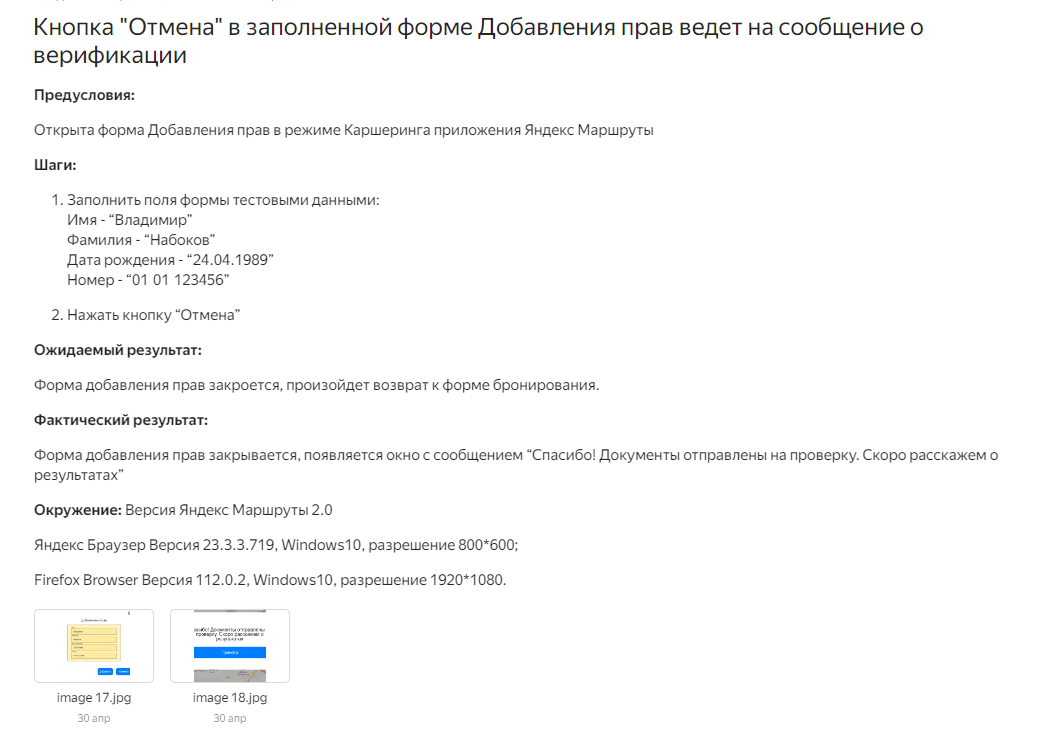 Кнопка "Отмена" в заполненной форме Добавления прав ведет на сообщение о
верификации
Предусловия:
Открыта форма Добавления прав в режиме Каршеринга приложения Яндекс Маршруты
Шаги:
1. Заполнить поля формы тестовыми данными:
Имя - “Владимир”
Фамилия - “Набоков”
Дата рождения - “24.04.1989”
Номер - “01 01 123456”
2. Нажать кнопку “Отмена”
Ожидаемый результат:
Форма добавления прав закроется, произойдет возврат к форме бронирования.
Фактический результат:
Форма добавления прав закрывается, появляется окно с сообщением “Спасибо! Документы отправлены на проверку. Скоро расскажем о
результатах”
Окружение: Версия Яндекс Маршруты 2.0
Яндекс Браузер Версия 23.3.3.719, Windows10, разрешение 800*600;
Firefox Browser Версия 112.0.2, Windows10, разрешение 1920*1080.
асибо! Документы отправлены
проверку. Скоро расскажем о
результатах
image 17.jpg
image 18.jpg
30 апр
30 апр